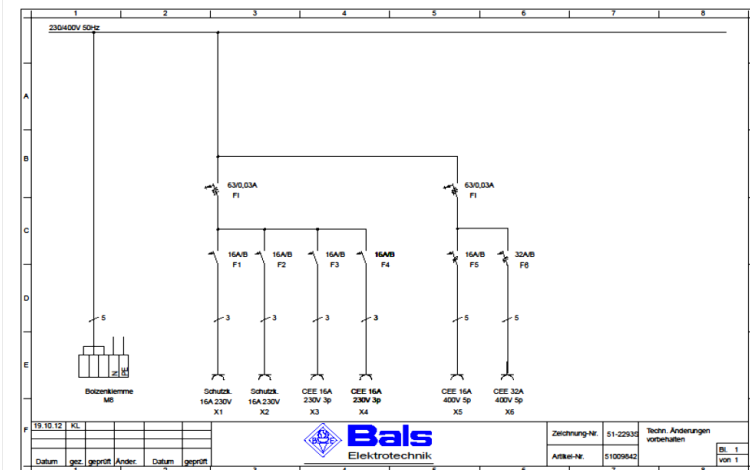 1 2 3 4 5 6 7 8
230/400V 50Hz
A
B
63/0,03A 63/0,03A
FI FI
C
16A/B 16A/B 16A/B 16A/B 16A/B 32A/B
F1 F2 F3 F4 F5 F6
D
5 3 3 3 3 5 5
E
N PE
Bolzenklemme Schutzk. Schutzk. CEE 16A CEE 16A CEE 16A CEE 32A
M8 16A 230V 16A 230V 230V 3p 230V 3p 400V 5p 400V 5p
X1 X2 X3 X4 X5 X6
F
19.10.12 KL
Bals
Elektrotechnik
Zeichnung-Nr. 51-2293S
Techn. Änderungen
vorbehalten
Artikel-Nr. 51009842
Bl. 1
von 1
Datum gez. geprüft Änder. Datum geprüft